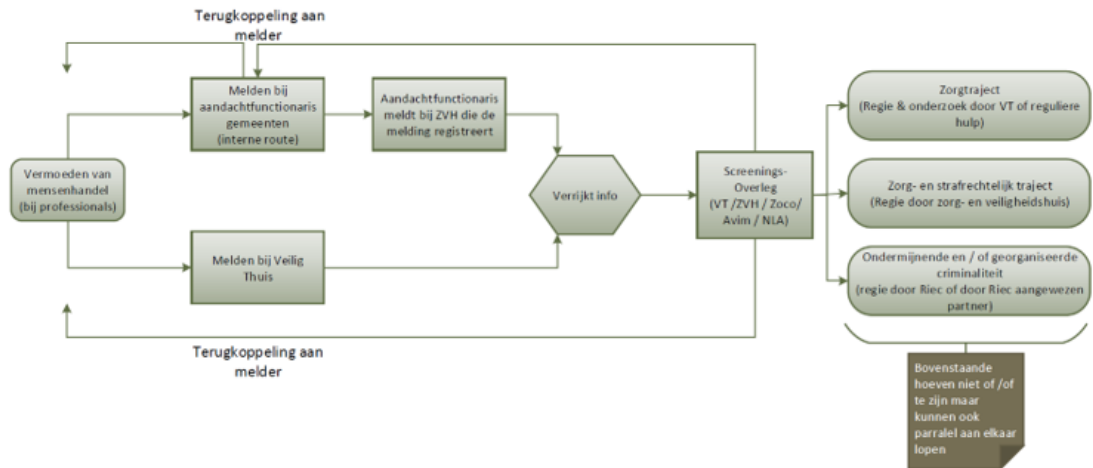 Terugkoppeling aan
melder
Melden bij
aandachtfunctionaris
gemeenten
(interne route)
Aandachtfunctionaris
meldt bij ZVH die de
melding registreert
Vermoeden van
mensenhandel
(bij professionals)
Verrijkt info
Screenings-
Overleg
(VT /ZVH / Zoco/
Avim / NLA)
Melden bij Veilig
Thuis
Terugkoppeling aan
melder
Zorgtraject
(Regie & onderzoek door VT of reguliere
hulp)
Zorg- en strafrechtelijk traject
(Regie door zorg- en veiligheidshuis)
Ondermijnende en / of georganiseerde
criminaliteit
(regie door Riec of door Riec aangewezen
partner)
Bovenstaande
hoeven niet of /of
te zijn maar
kunnen ook
parralel aan elkaar
lopen